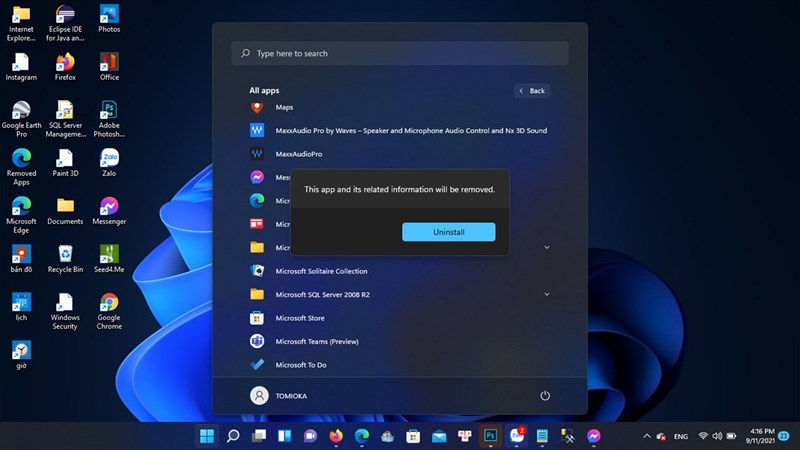 Internet
Explore...
Eclipse IDE
for Java an...
Photos
Instagram
Firefox
Office
Google Earth
Pro
SQL Server
Manageme...
Adobe
Photosh...
Removed
Apps
Paint 3D
Zalo
Microsoft
Edge
Documents
Messenger
bản đồ
Recycle Bin
Seed4.Me
lịch
Windows
Security
Google
Chrome
giờ
Type here to search
All apps
Back
Maps
MaxxAudio Pro by Waves – Speaker and Microphone Audio Control and Nx 3D Sound
MaxxAudioPro
Mes
Micr
Micr
Micr
This app and its related information will be removed.
Uninstall
Microsoft Solitaire Collection
Microsoft SQL Server 2008 R2
Microsoft Store
Microsoft Teams (Preview)
Microsoft To Do
TOMIOKA
Ps
2
ENG
4:16 PM
9/11/2021
23